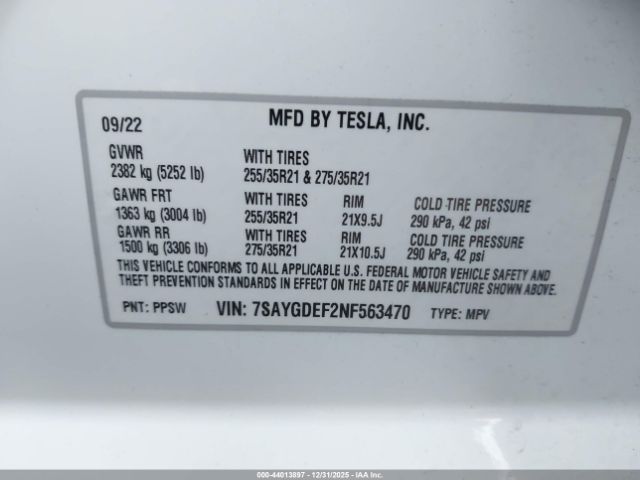 09/22 MFD BY TESLA, INC.
GVWR WITH TIRES
2382 kg (5252 lb) 255/35R21 & 275/35R21
GAWR FRT WITH TIRES RIM COLD TIRE PRESSURE
1363 kg (3004 lb) 255/35R21 21X9.5J 290 kPa, 42 psi
GAWR RR WITH TIRES RIM COLD TIRE PRESSURE
1500 kg (3306 lb) 275/35R21 21X10.5J 290 kPa, 42 psi
THIS VEHICLE CONFORMS TO ALL APPLICABLE U.S. FEDERAL MOTOR VEHICLE SAFETY AND
THEFT PREVENTION STANDARDS IN EFFECT ON THE DATE OF MANUFACTURE SHOWN ABOVE.
PNT: PPSW VIN: 7SAYGDEF2NF563470 TYPE: MPV
000-44013897 - 12/31/2025 - IAAI.COM